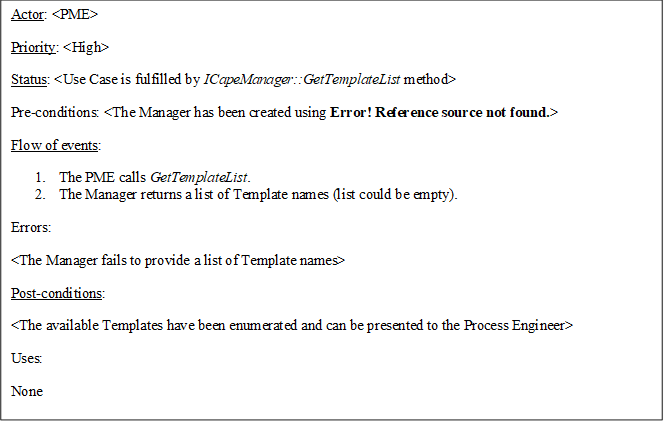 Actor: <PME>
Priority: <High>
Status: <Use Case is fulfilled by ICapeManager::GetTemplateList method>
Pre-conditions: <The Manager has been created using Error! Reference source not found.>
Flow of events:
1. The PME calls GetTemplateList.
2. The Manager returns a list of Template names (list could be empty).
Errors:
<The Manager fails to provide a list of Template names>
Post-conditions:
<The available Templates have been enumerated and can be presented to the Process Engineer>
Uses:
None